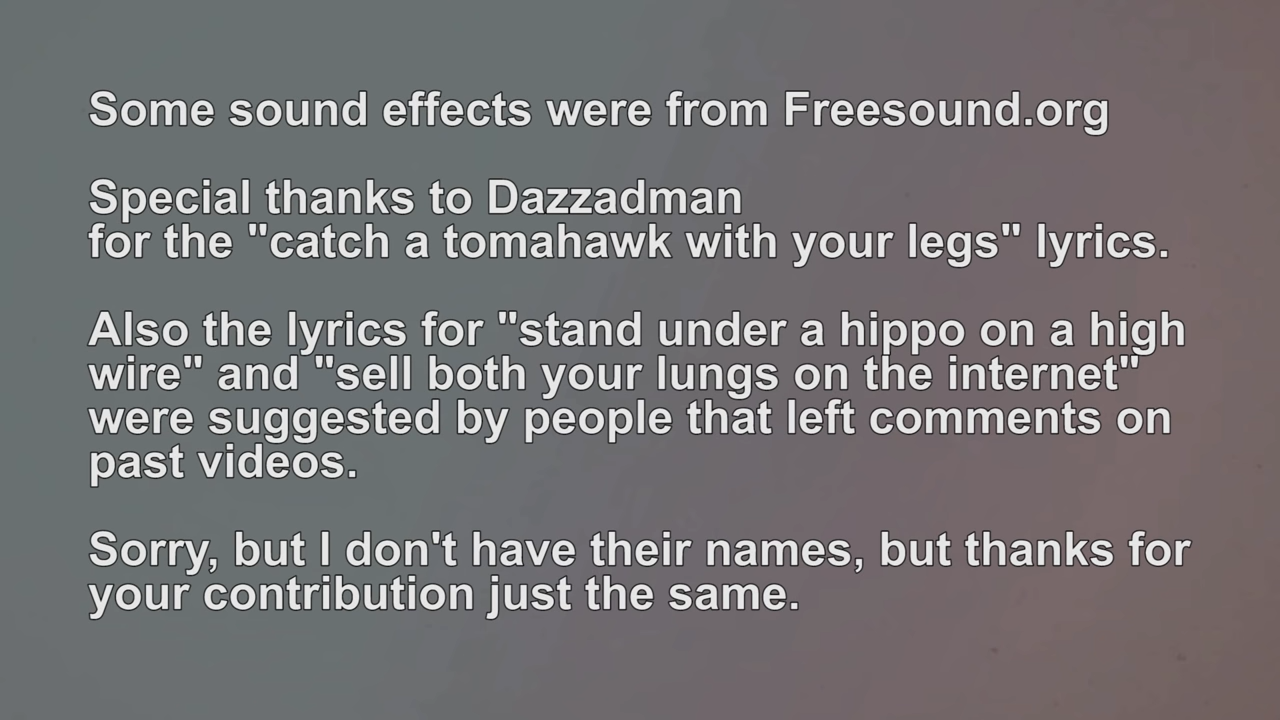 Some sound effects were from Freesound.org
Special thanks to Dazzadman
for the "catch a tomahawk with your legs" lyrics.
Also the lyrics for "stand under a hippo on a high
wire" and "sell both your lungs on the internet"
were suggested by people that left comments on
past videos.
Sorry, but I don't have their names, but thanks for
your contribution just the same.